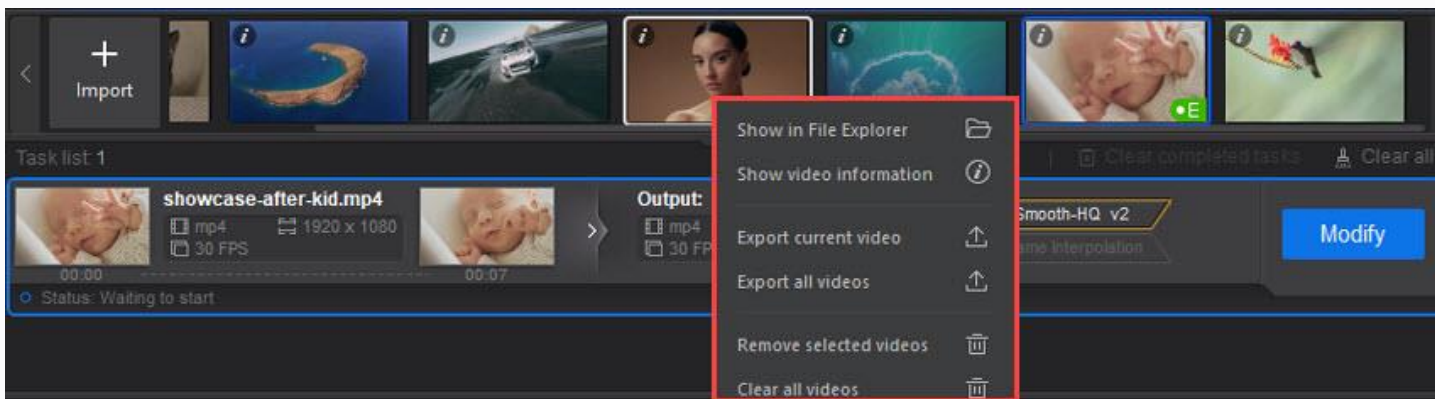 Import
E
Show in File Explorer
Task list: 1
Clear completed tasks
Clear all
Show video information
showcase-after-kid.mp4
mp4
1920 x 1080
30 FPS
00:00
00:07
Output:
mp4
30 FP
Smooth-HQ v2
ame Interpolation
Modify
Export current video
Export all videos
Status: Waiting to start
Remove selected videos
Clear all videos